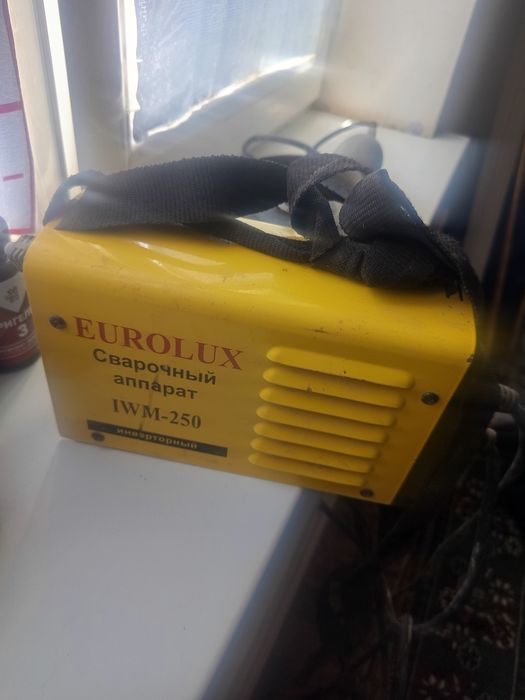 EUROLUX
Сварочный
аппарат
IWM-250
инверторный